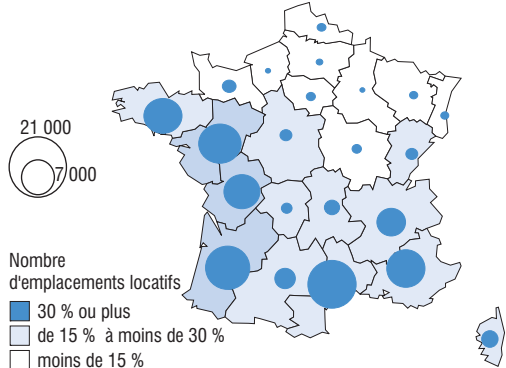 21 000
7 000
Nombre
d'emplacements locatifs
30 % ou plus
de 15 % à moins de 30 %
moins de 15 %